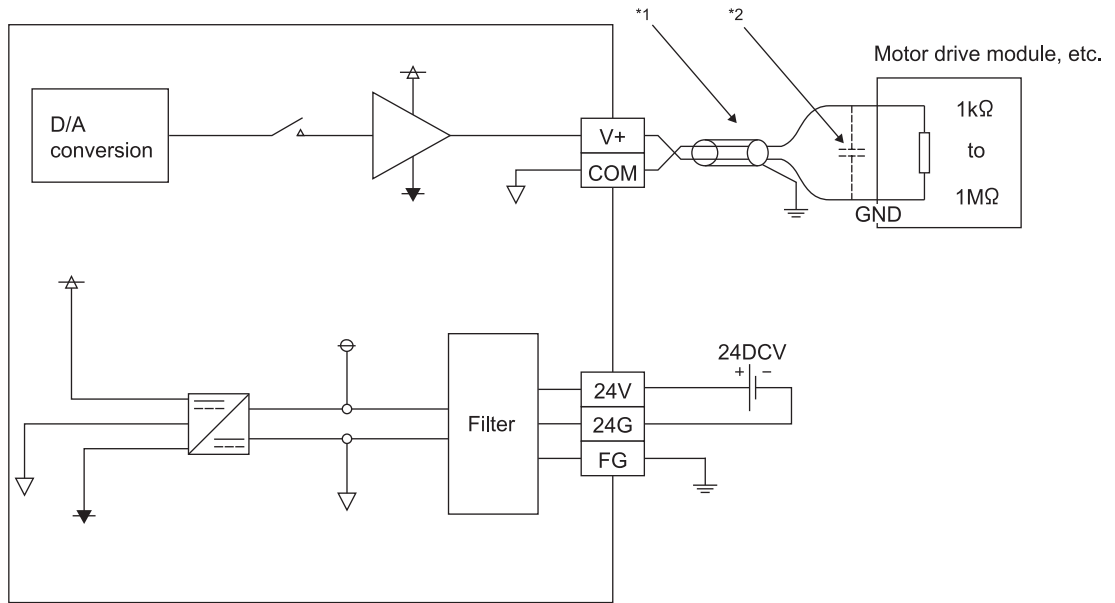 *1
*2
Motor drive module, etc.
D/A
conversion
V+
COM
1kΩ
to
1MΩ
GND
24DCV
+ −
Filter
24V
24G
FG